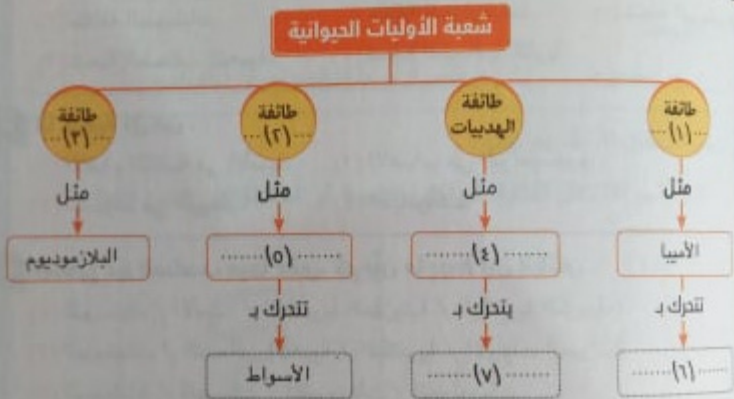 شعبة الأوليات الحيوانية
طائفة
...(١)...
طائفة
الهدبيات
طائفة
...(٢)...
طائفة
...(٣)...
مثل
مثل
مثل
مثل
الأميبا
.......(٤).......
.......(٥).......
البلازموديوم
تتحرك بـ
يتحرك بـ
تتحرك بـ
.......(٦).......
.......(٧).......
الأسواط